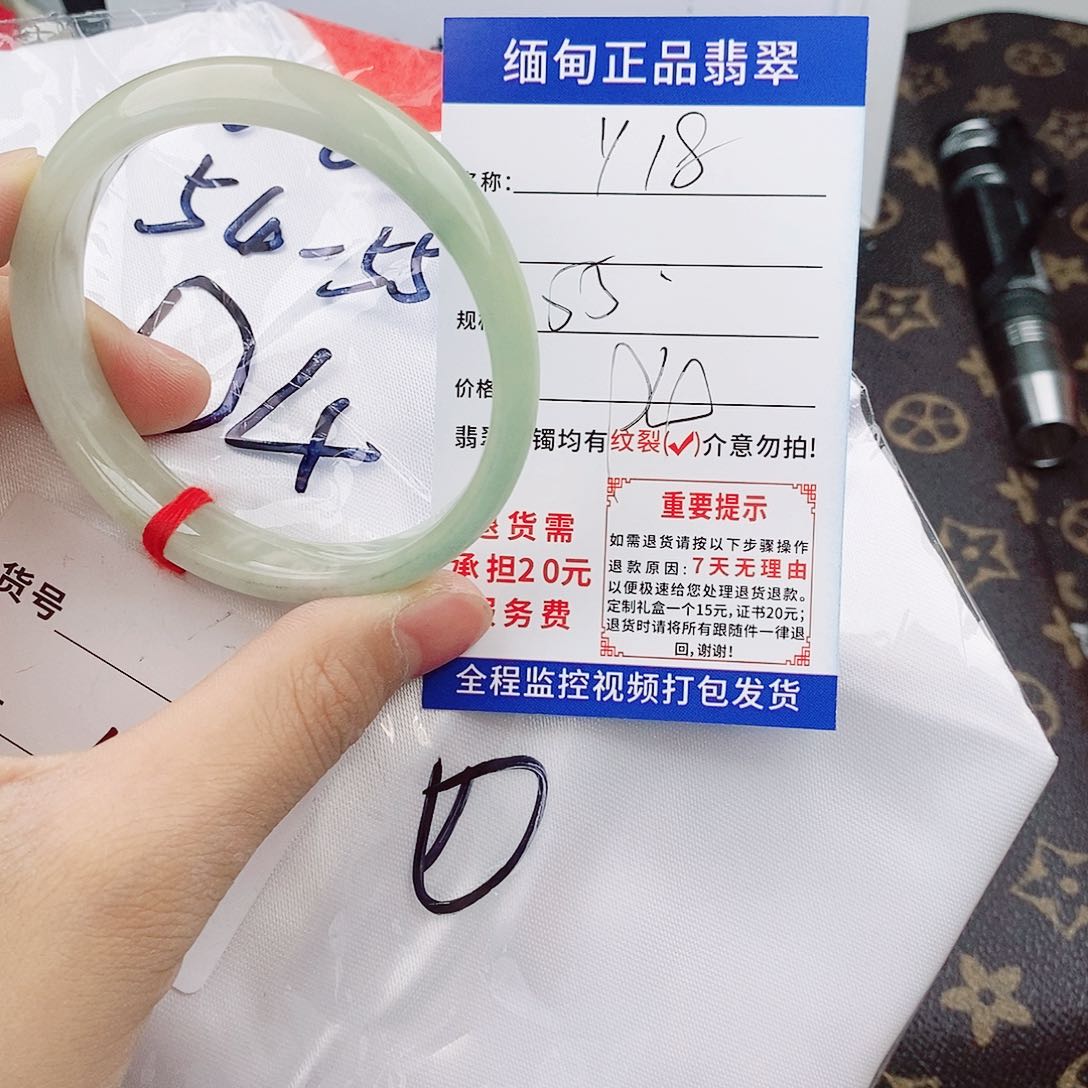 缅甸正品翡翠
称: Y18
规 55
价格
翡 镯均有纹裂(✓)介意勿拍!
退货需
承担20元
服务费
重要提示
如需退货请按以下步骤操作
退款原因:7天无理由
以便极速给您处理退货退款。
定制礼盒一个15元,证书20元;
退货时请将所有跟随件一律退
回,谢谢!
全程监控视频打包发货
54-55
04
货号
D